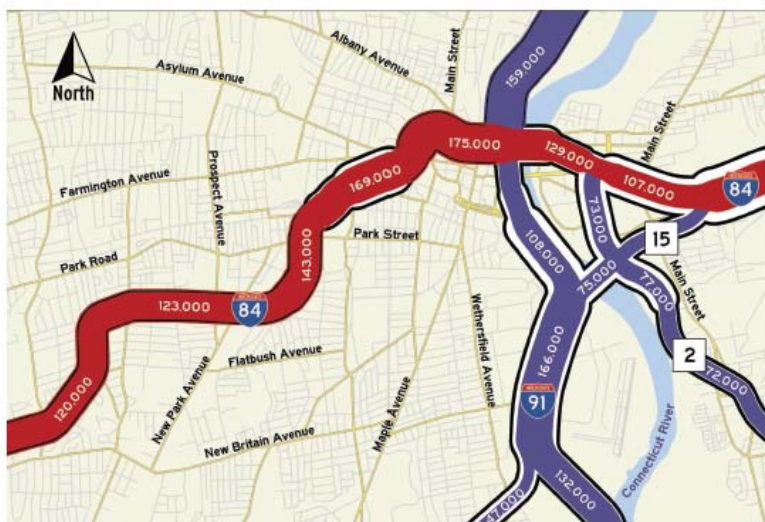 North
Asylum Avenue
Albany Avenue
Main Street
159,000
Farmington Avenue
Prospect Avenue
169,000
175,000
129,000
Main Street
107,000
84
Park Road
Park Street
143,000
108,000
73,000
15
75,000
77,000
Main Street
123,000
84
Flatbush Avenue
Wethersfield Avenue
166,000
2
72,000
120,000
New Park Avenue
Maple Avenue
91
New Britain Avenue
Connecticut River
47,000
132,000